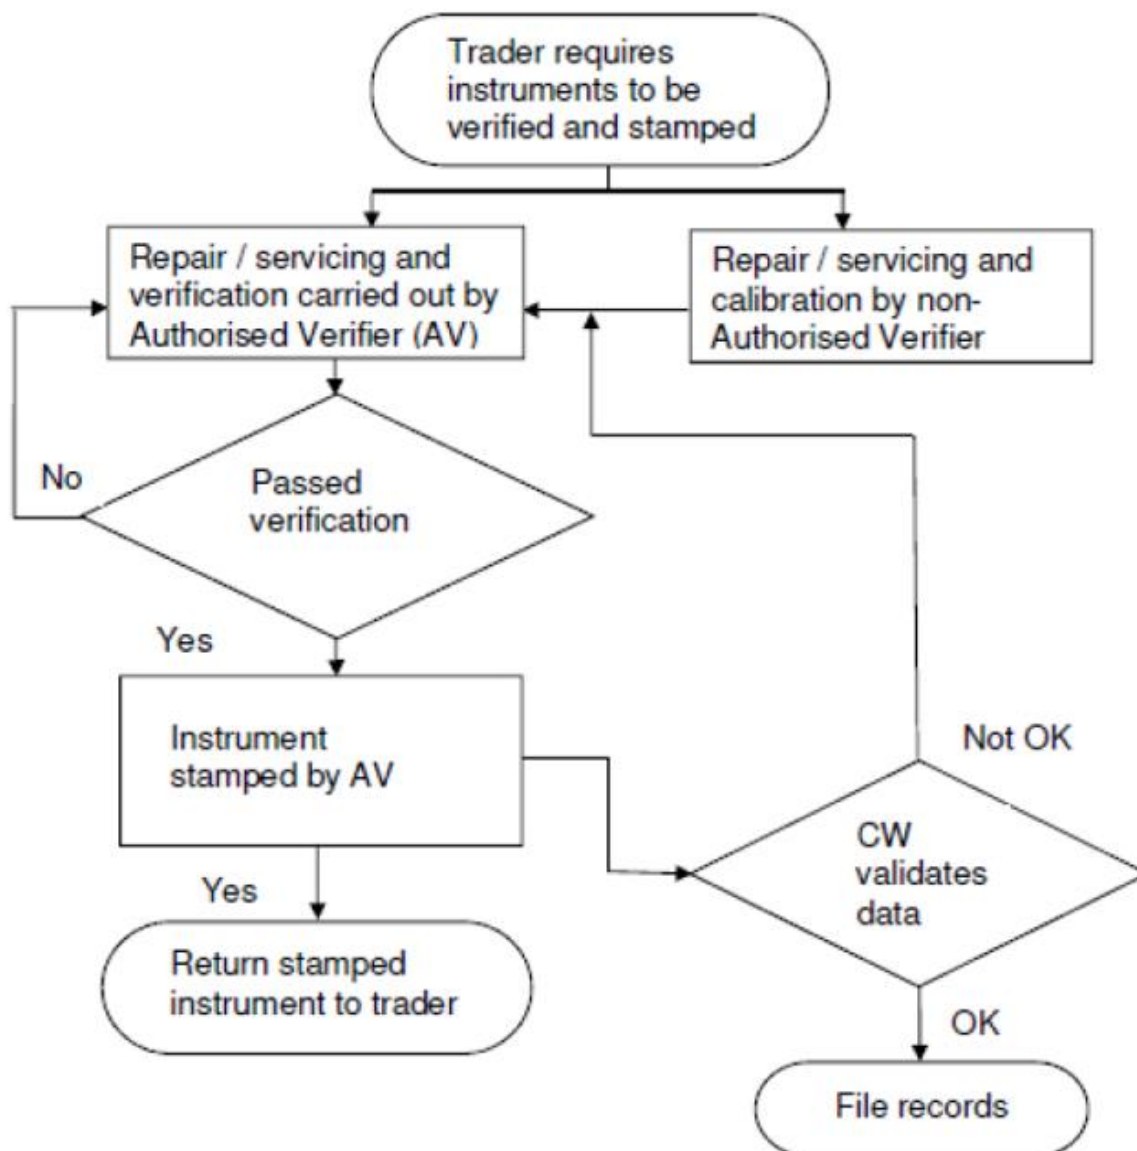 Trader requires
instruments to be
verified and stamped
Repair / servicing and
verification carried out by
Authorised Verifier (AV)
Repair / servicing and
calibration by non-
Authorised Verifier
No
Passed
verification
Yes
Instrument
stamped by AV
Not OK
CW
validates
data
Yes
Return stamped
instrument to trader
OK
File records